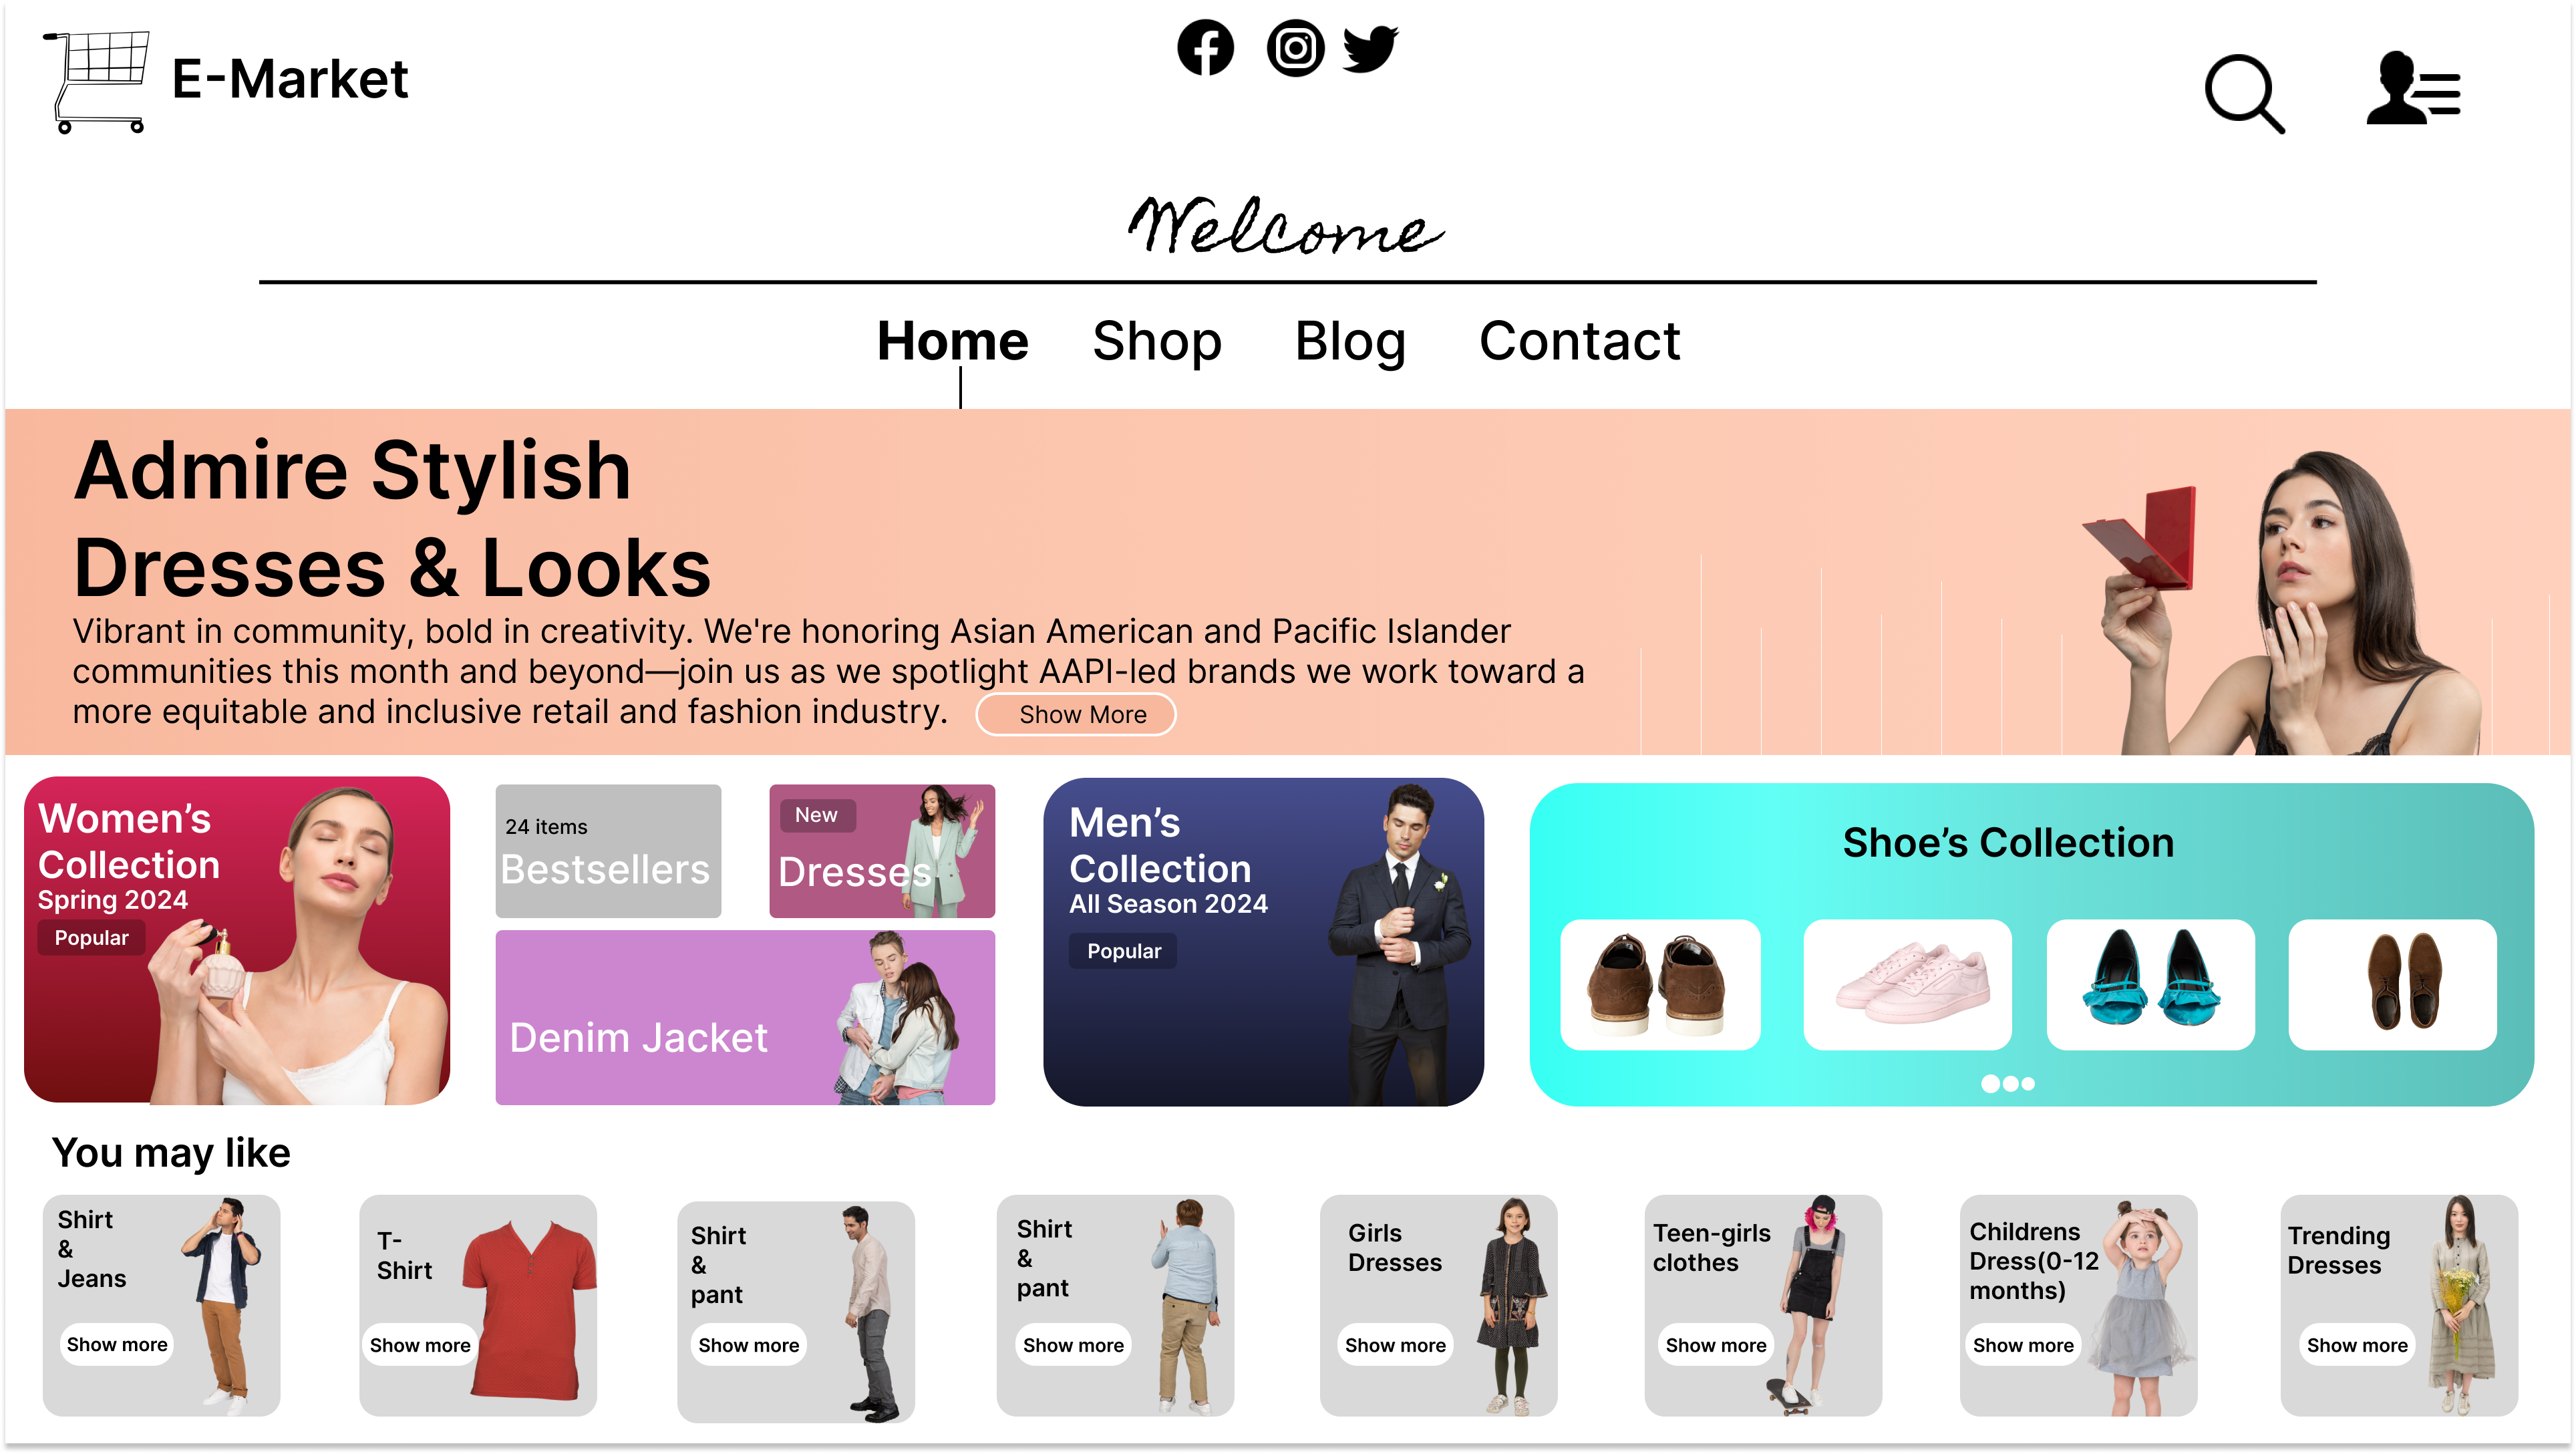 E-Market
Welcome
Home
Shop
Blog
Contact
Admire Stylish
Dresses & Looks
Vibrant in community, bold in creativity. We're honoring Asian American and Pacific Islander
communities this month and beyond—join us as we spotlight AAPI-led brands we work toward a
more equitable and inclusive retail and fashion industry.
Show More
Women's
Collection
Spring 2024
Popular
24 items
Bestsellers
New
Dresses
Denim Jacket
Men's
Collection
All Season 2024
Popular
Shoe's Collection
You may like
Shirt
&
Jeans
Show more
T-
Shirt
Show more
Shirt
&
pant
Show more
Shirt
&
pant
Show more
Girls
Dresses
Show more
Teen-girls
clothes
Show more
Childrens
Dress(0-12
months)
Show more
Trending
Dresses
Show more